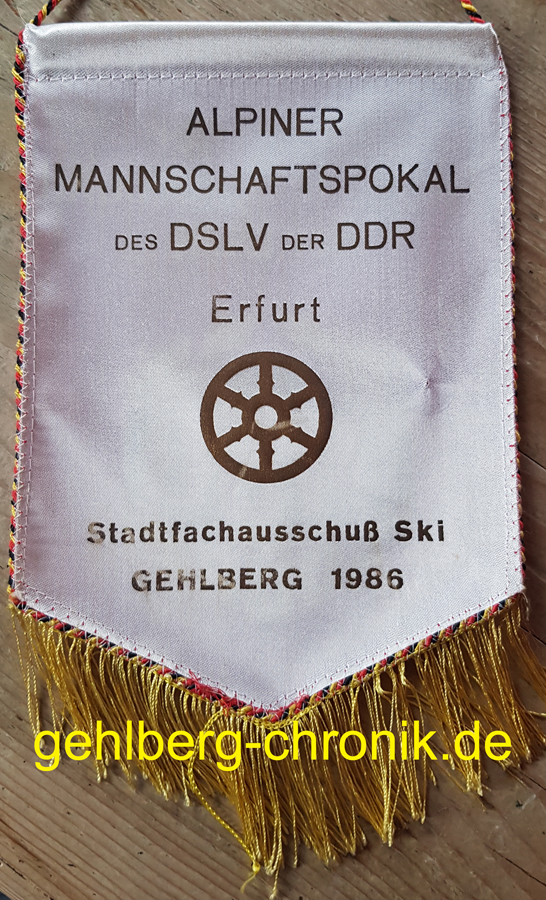 ALPINER
MANNSCHAFTSPOKAL
DES DSLV DER DDR
Erfurt
Stadtfachausschuß Ski
GEHLBERG 1986
gehlberg-chronik.de